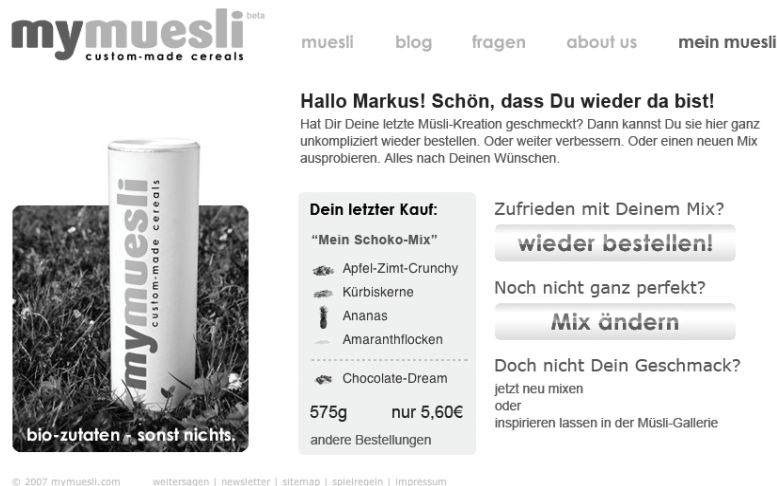 mymuesli beta
custom-made cereals
muesli blog fragen about us mein muesli
Hallo Markus! Schön, dass Du wieder da bist!
Hat Dir Deine letzte Müsli-Kreation geschmeckt? Dann kannst Du sie hier ganz
unkompliziert wieder bestellen. Oder weiter verbessern. Oder einen neuen Mix
ausprobieren. Alles nach Deinen Wünschen.
mymuesli
custom-made cereals
bio-zutaten - sonst nichts.
Dein letzter Kauf:
“Mein Schoko-Mix”
Apfel-Zimt-Crunchy
Kürbiskerne
Ananas
Amaranthflocken
Chocolate-Dream
575g nur 5,60€
andere Bestellungen
Zufrieden mit Deinem Mix?
wieder bestellen!
Noch nicht ganz perfekt?
Mix ändern
Doch nicht Dein Geschmack?
jetzt neu mixen
oder
inspirieren lassen in der Müsli-Gallerie
© 2007 mymuesli.com weitersagen | newsletter | sitemap | spielregeln | impressum